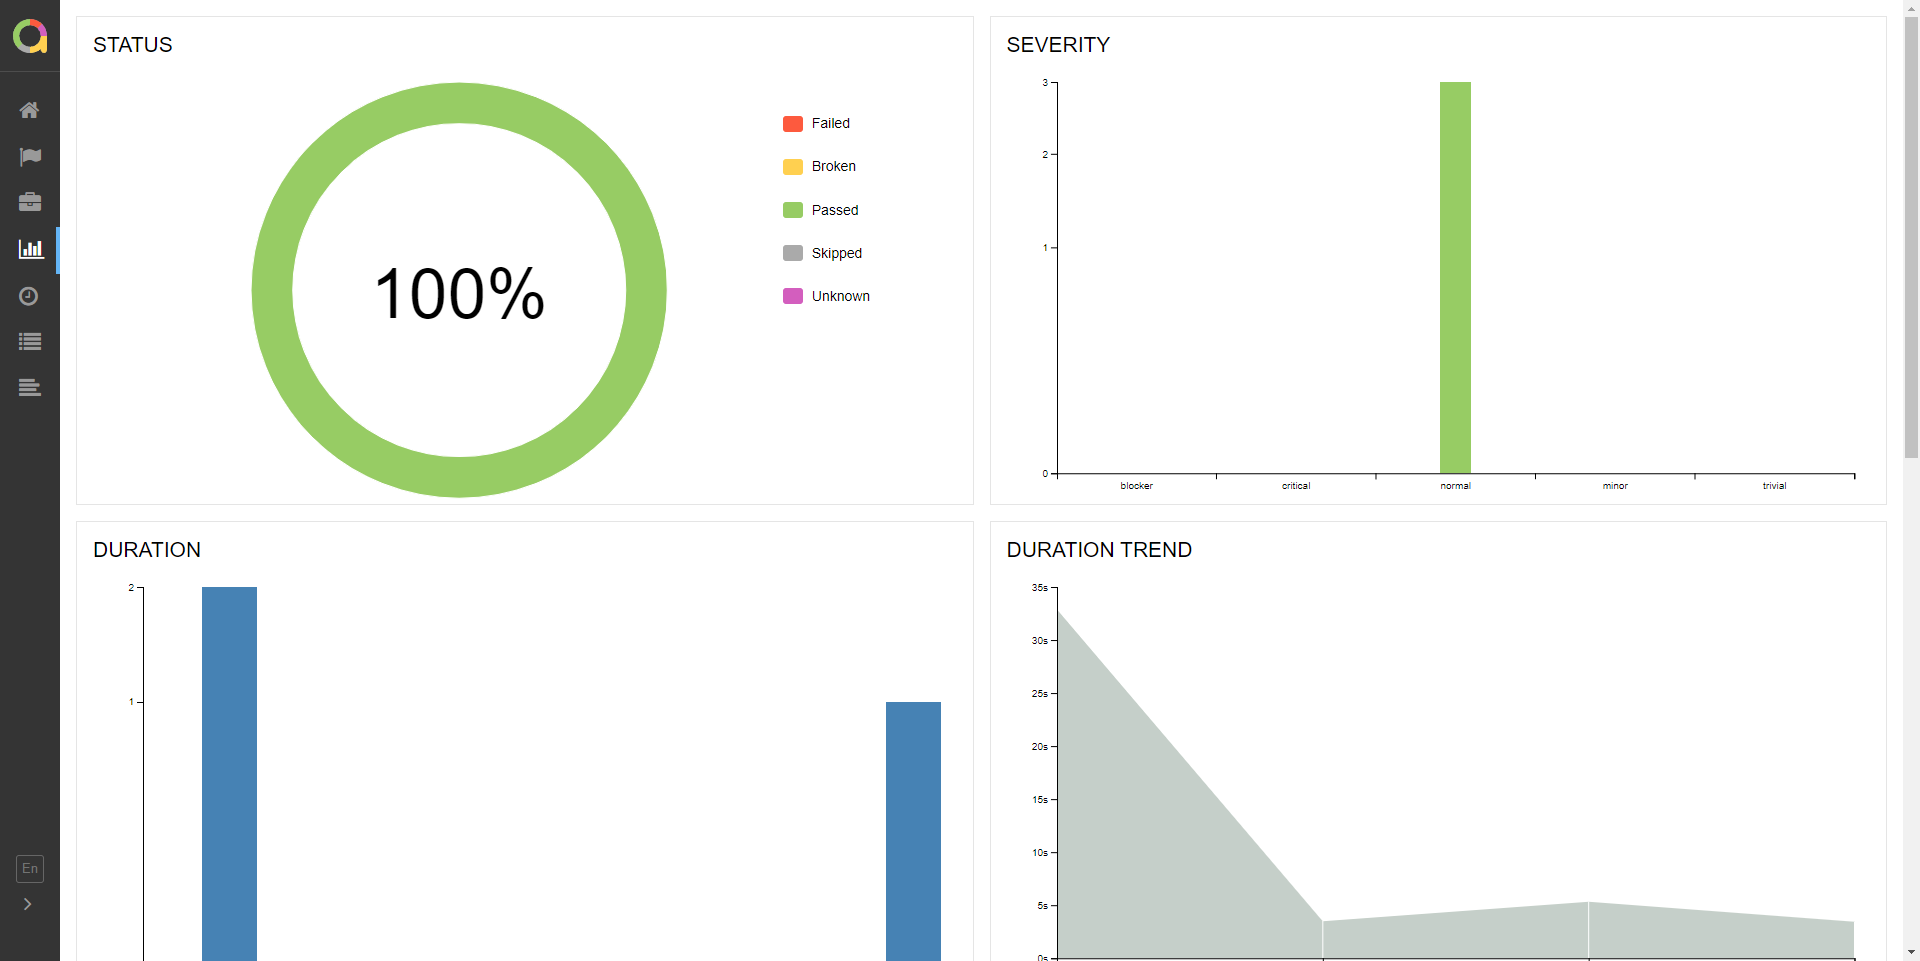 STATUS
100%
Failed
Broken
Passed
Skipped
Unknown
SEVERITY
3
2
1
0
blocker critical normal minor trivial
DURATION
2
1
DURATION TREND
35s
30s
25s
20s
15s
10s
5s
0s
En